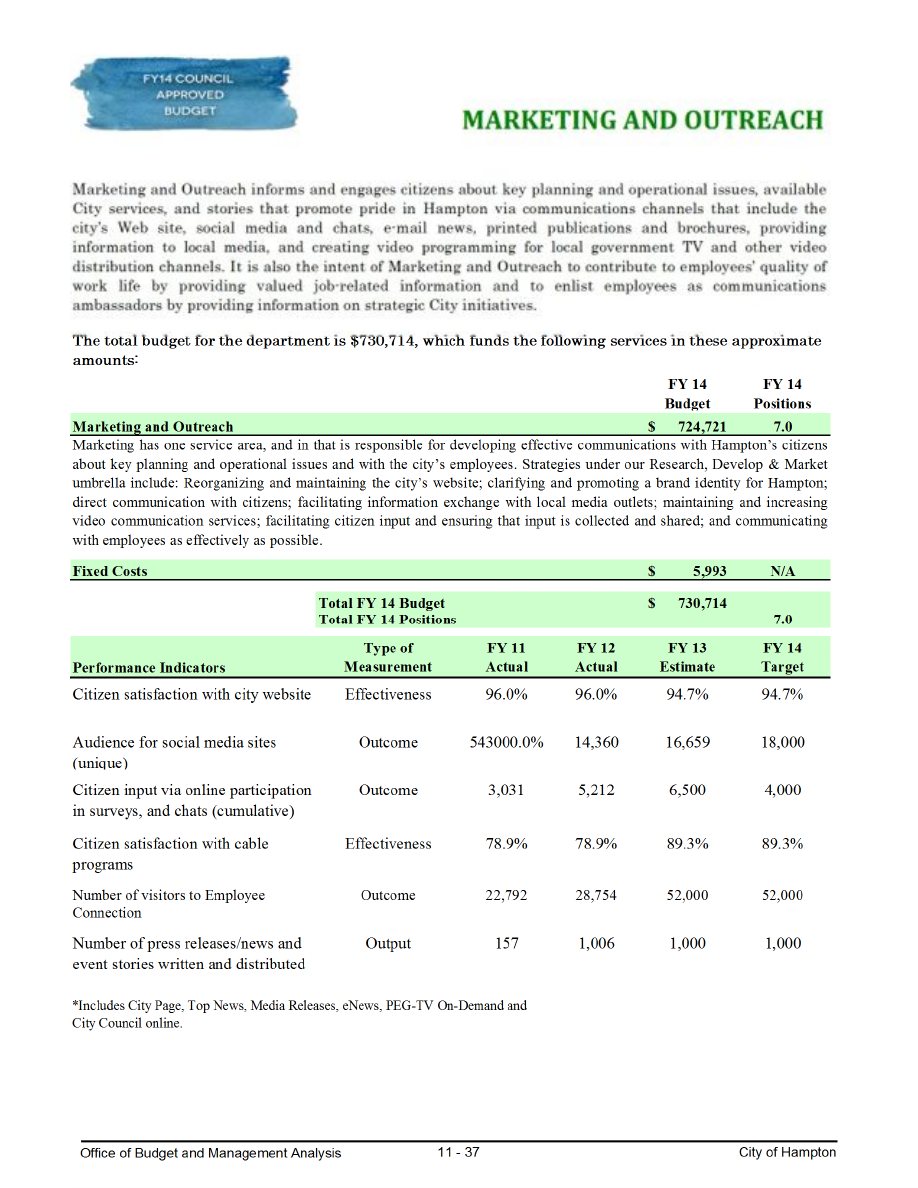 FY14 COUNCIL
APPROVED
BUDGET
MARKETING AND OUTREACH
Marketing and Outreach informs and engages citizens about key planning and operational issues, available
City services, and stories that promote pride in Hampton via communications channels that include the
city's Web site, social media and chats, e-mail news, printed publications and brochures, providing
information to local media, and creating video programming for local government TV and other video
distribution channels. It is also the intent of Marketing and Outreach to contribute to employees' quality of
work life by providing valued job-related information and to enlist employees as communications
ambassadors by providing information on strategic City initiatives.
The total budget for the department is $730,714, which funds the following services in these approximate
amounts:
FY 14 FY 14
Budget Positions
Marketing and Outreach $ 724,721 7.0
Marketing has one service area, and in that is responsible for developing effective communications with Hampton's citizens
about key planning and operational issues and with the city's employees. Strategies under our Research, Develop & Market
umbrella include: Reorganizing and maintaining the city's website; clarifying and promoting a brand identity for Hampton;
direct communication with citizens; facilitating information exchange with local media outlets; maintaining and increasing
video communication services; facilitating citizen input and ensuring that input is collected and shared; and communicating
with employees as effectively as possible.
Fixed Costs $ 5,993 N/A
Total FY 14 Budget $ 730,714
Total FY 14 Positions 7.0
Type of FY 11 FY 12 FY 13 FY 14
Performance Indicators Measurement Actual Actual Estimate Target
Citizen satisfaction with city website Effectiveness 96.0% 96.0% 94.7% 94.7%
Audience for social media sites Outcome 543000.0% 14,360 16,659 18,000
(unique)
Citizen input via online participation Outcome 3,031 5,212 6,500 4,000
in surveys, and chats (cumulative)
Citizen satisfaction with cable Effectiveness 78.9% 78.9% 89.3% 89.3%
programs
Number of visitors to Employee Outcome 22,792 28,754 52,000 52,000
Connection
Number of press releases/news and Output 157 1,006 1,000 1,000
event stories written and distributed
*Includes City Page, Top News, Media Releases, eNews, PEG-TV On-Demand and
City Council online.
Office of Budget and Management Analysis 11 - 37 City of Hampton